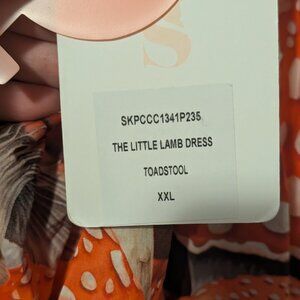 S
SKPCCC1341P235
THE LITTLE LAMB DRESS
TOADSTOOL
XXL